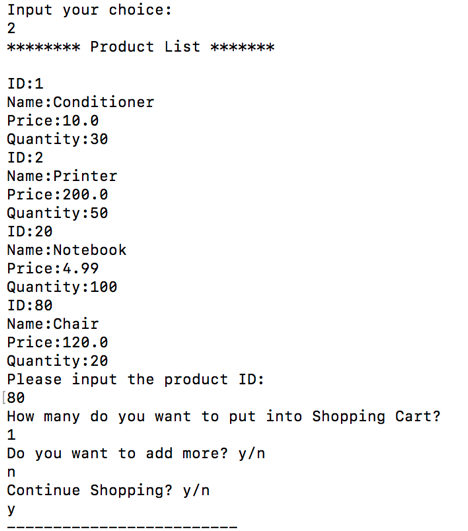 Input your choice:
2
******** Product List *******
ID:1
Name:Conditioner
Price:10.0
Quantity:30
ID:2
Name:Printer
Price:200.0
Quantity:50
ID:20
Name:Notebook
Price:4.99
Quantity:100
ID:80
Name:Chair
Price:120.0
Quantity:20
Please input the product ID:
[80
How many do you want to put into Shopping Cart?
1
Do you want to add more? y/n
n
Continue Shopping? y/n
y
-------------------------